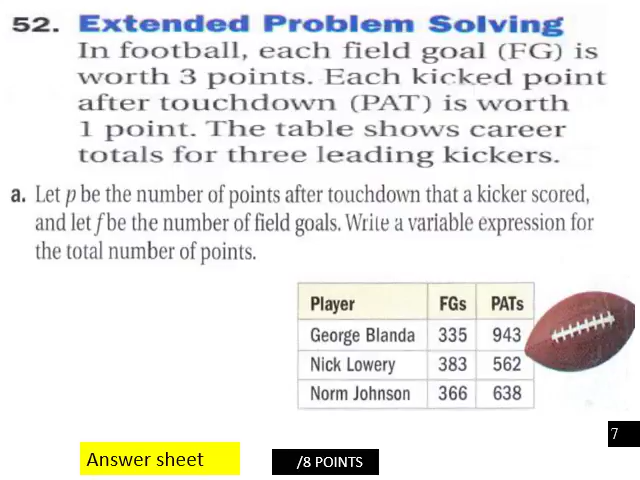 52. Extended Problem Solving
In football, each field goal (FG) is
worth 3 points. Each kicked point
after touchdown (PAT) is worth
1 point. The table shows career
totals for three leading kickers.
a. Let p be the number of points after touchdown that a kicker scored,
and let f be the number of field goals. Write a variable expression for
the total number of points.
Player FGs PATs
George Blanda 335 943
Nick Lowery 383 562
Norm Johnson 366 638
7
Answer sheet
/8 POINTS